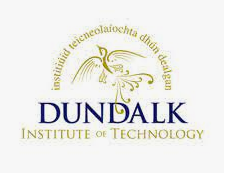 institiúid teicneolaíochta dhún dealgan
DUNDALK
INSTITUTE OF TECHNOLOGY